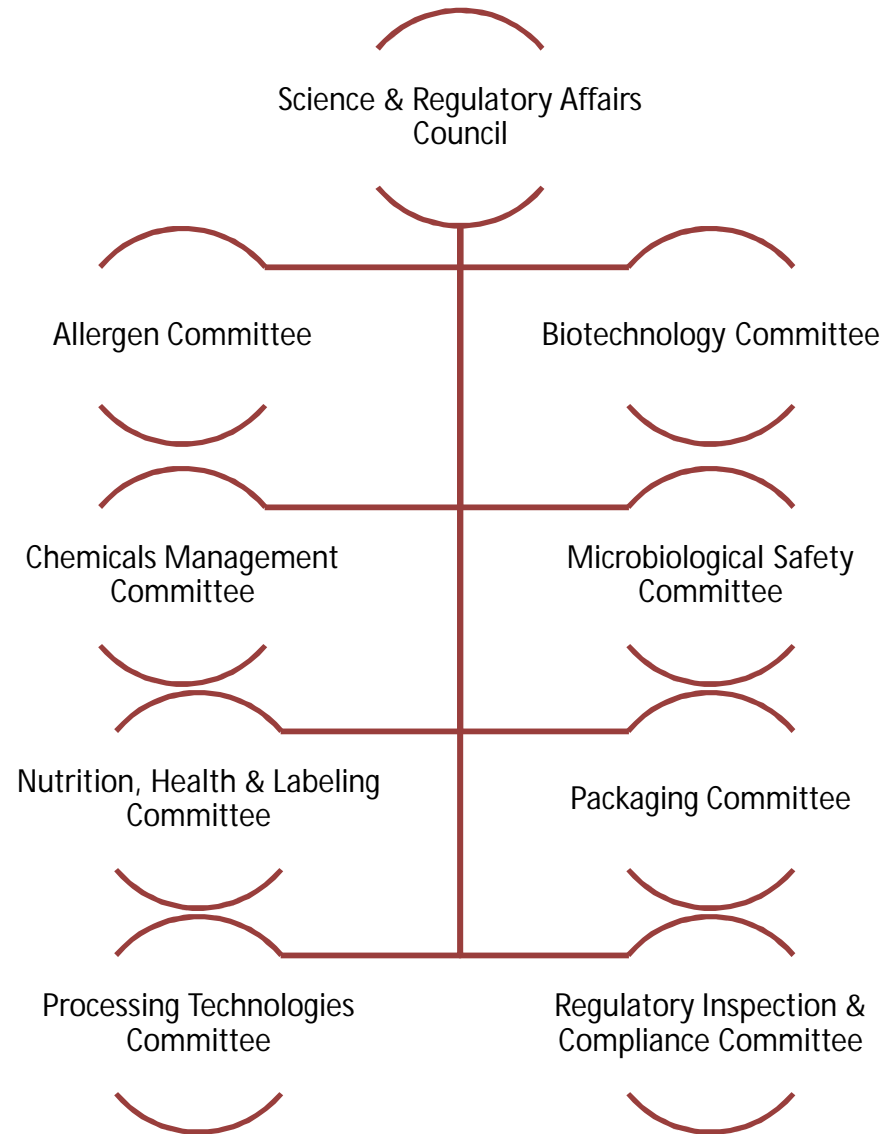 Science & Regulatory Affairs
Council
Allergen Committee
Biotechnology Committee
Chemicals Management
Committee
Microbiological Safety
Committee
Nutrition, Health & Labeling
Committee
Packaging Committee
Processing Technologies
Committee
Regulatory Inspection &
Compliance Committee